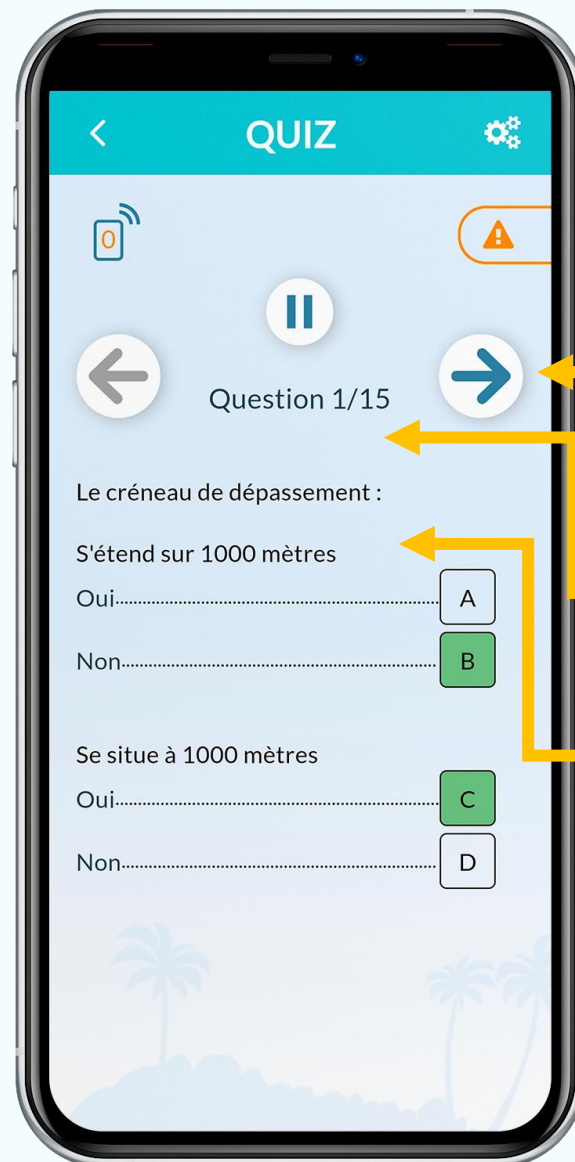 QUIZ
0
Question 1/15
Le créneau de dépassement :
S'étend sur 1000 mètres
Oui........................................ A
Non........................................ B
Se situe à 1000 mètres
Oui........................................ C
Non........................................ D